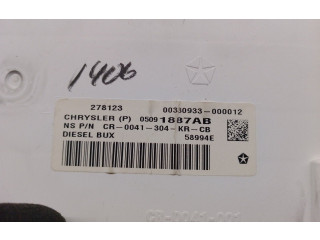 1406
278123 00330933-000012
CHRYSLER (P) 05091887AB
NS P/N CR-0041-304-KR-CB
DIESEL BUX 58994E